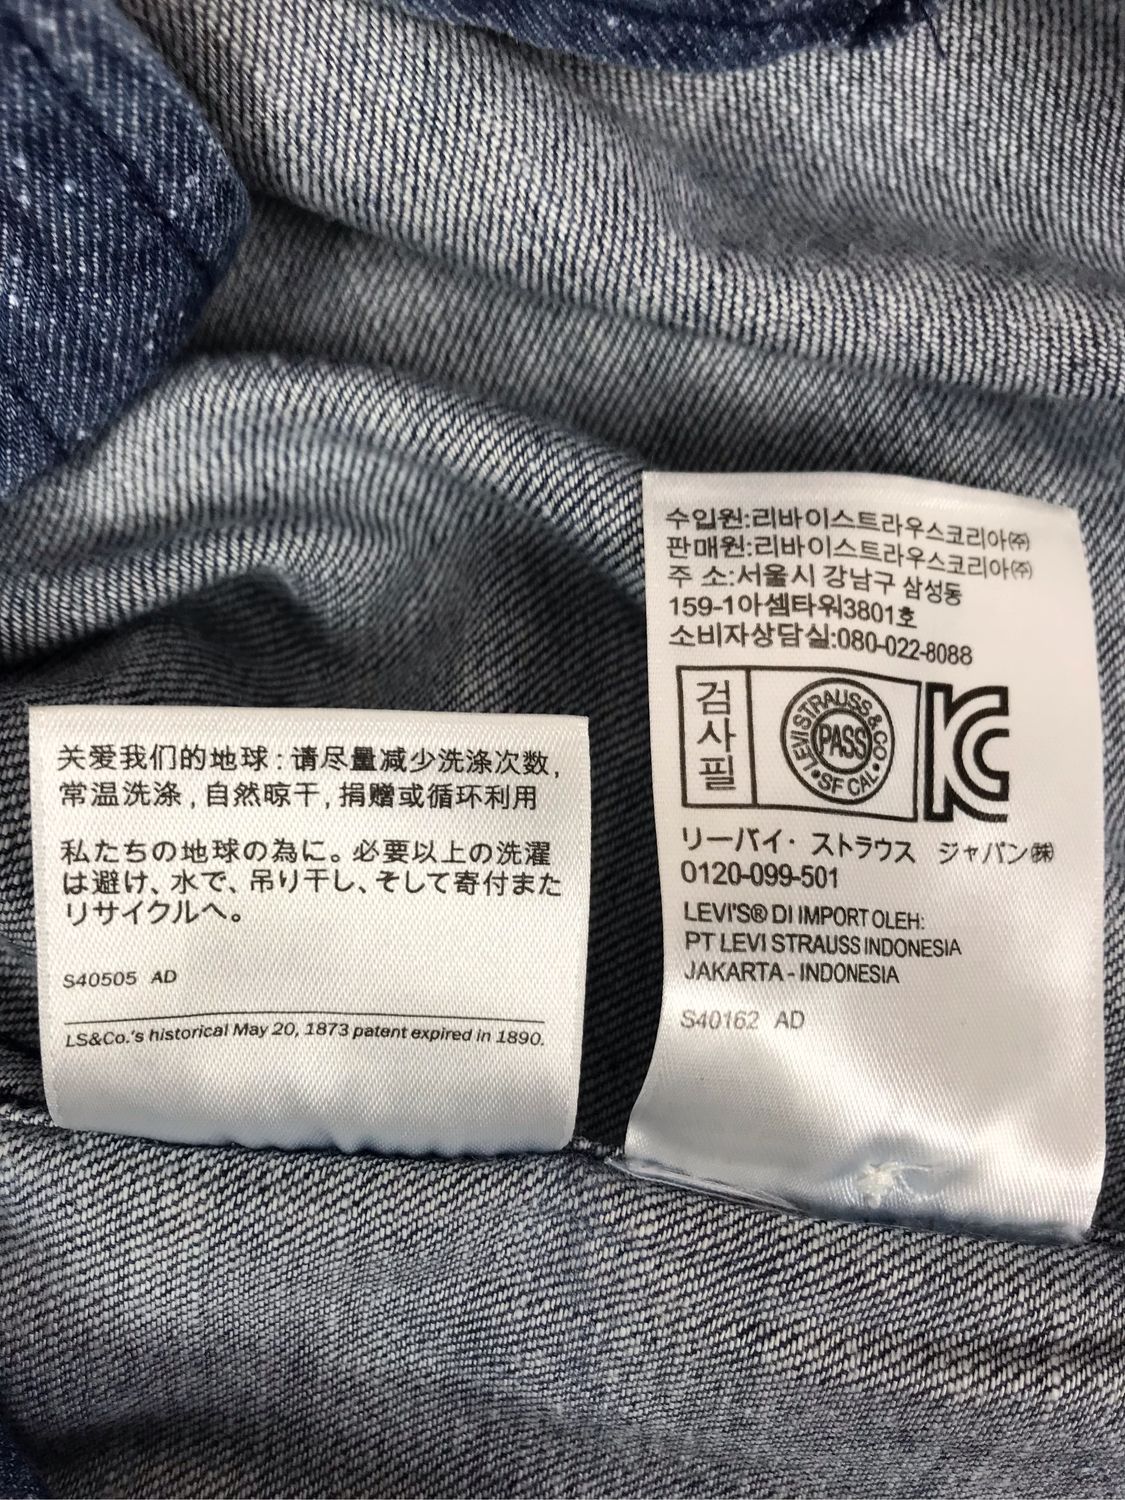 关爱我们的地球：请尽量减少洗涤次数，
常温洗涤，自然晾干，捐赠或循环利用
私たちの地球の為に。必要以上の洗濯
は避け、水で、吊り干し、そして寄付また
リサイクルへ。
S40505 AD
LS&Co.'s historical May 20, 1873 patent expired in 1890.
수입원:리바이스트라우스코리아㈜
판매원:리바이스트라우스코리아㈜
주 소:서울시 강남구 삼성동
159-1아셈타워3801호
소비자상담실:080-022-8088
검사필
LEVI STRAUSS & CO
PASS
SF CAL
リーバイ・ストラウス ジャパン㈱
0120-099-501
LEVI'S® DI IMPORT OLEH:
PT LEVI STRAUSS INDONESIA
JAKARTA - INDONESIA
S40162 AD